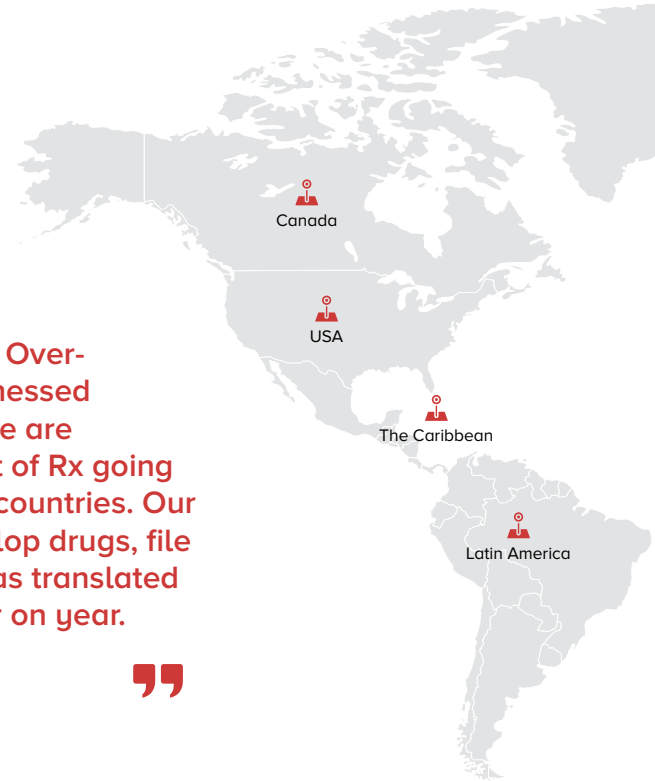 Canada
USA
Over-
nessed
e are
t of Rx going
countries. Our
lop drugs, file
as translated
on year.
”
The Caribbean
Latin America